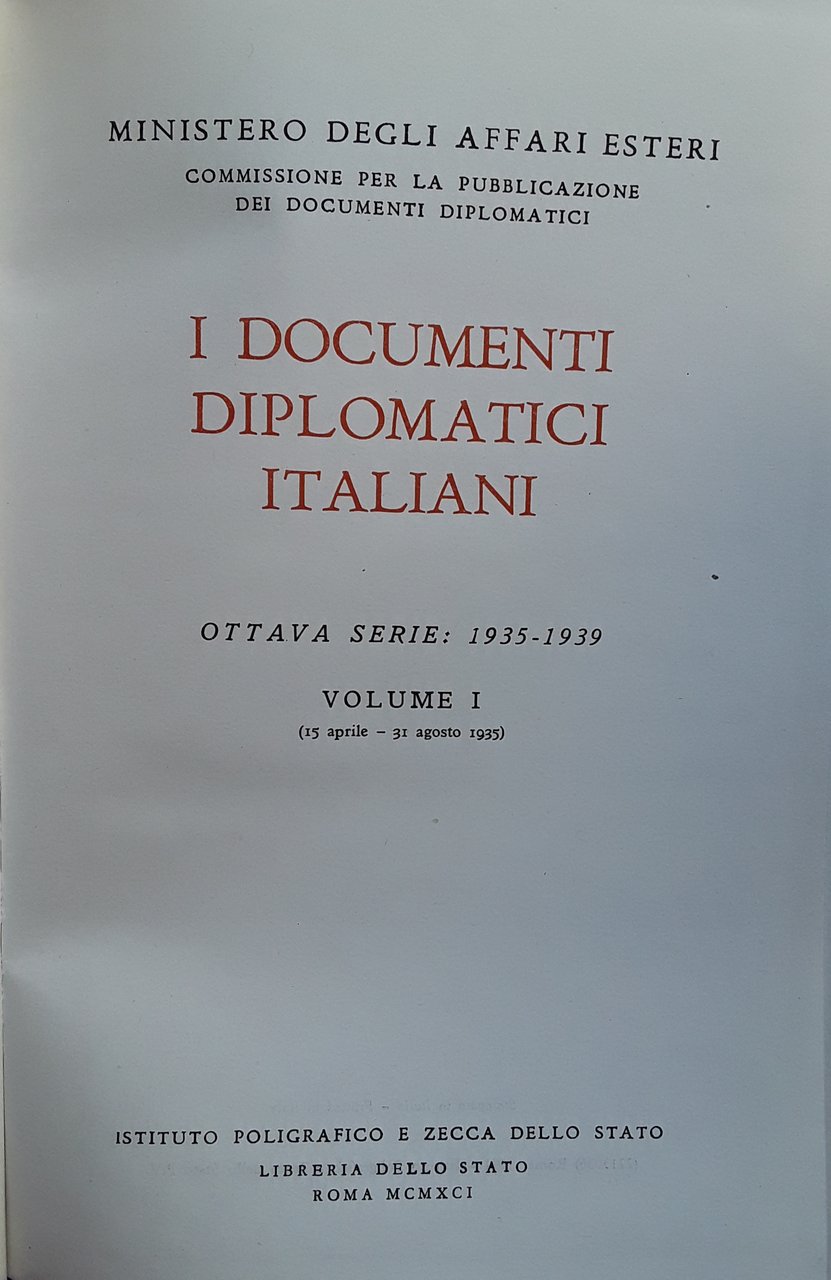 MINISTERO DEGLI AFFARI ESTERI
COMMISSIONE PER LA PUBBLICAZIONE
DEI DOCUMENTI DIPLOMATICI
I DOCUMENTI
DIPLOMATICI
ITALIANI
OTTAVA SERIE: 1935-1939
VOLUME I
(15 aprile – 31 agosto 1935)
ISTITUTO POLIGRAFICO E ZECCA DELLO STATO
LIBRERIA DELLO STATO
ROMA MCMXCI